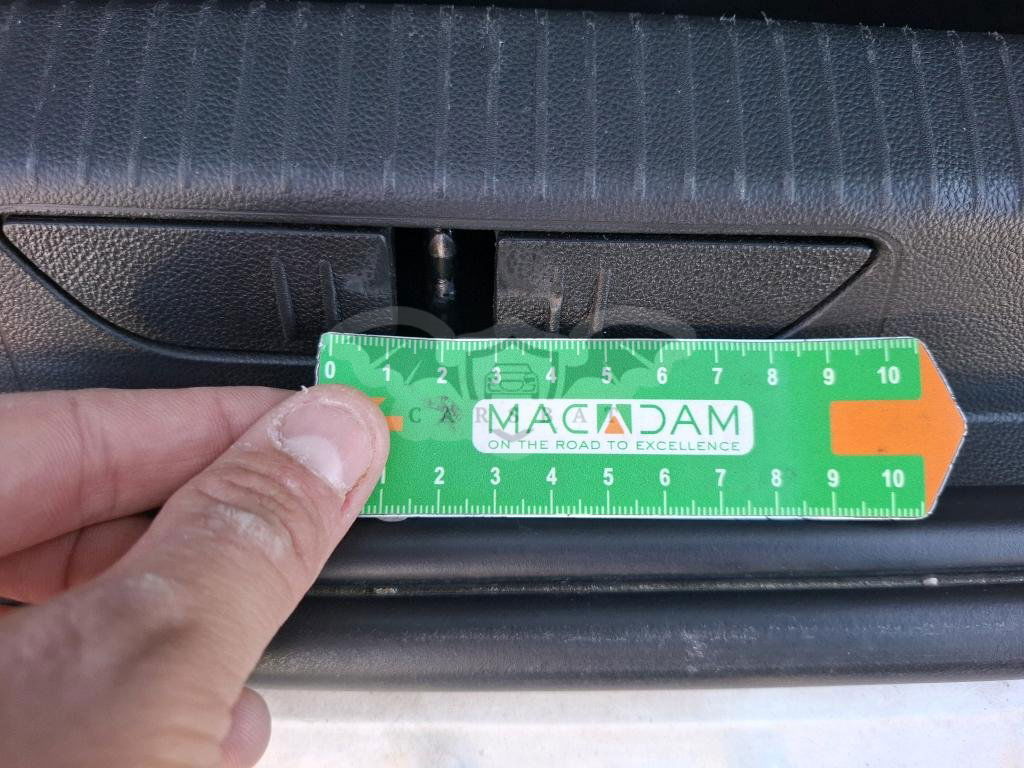 0 1 2 3 4 5 6 7 8 9 10
CARSBAT
MACADAM
ON THE ROAD TO EXCELLENCE
1 2 3 4 5 6 7 8 9 10